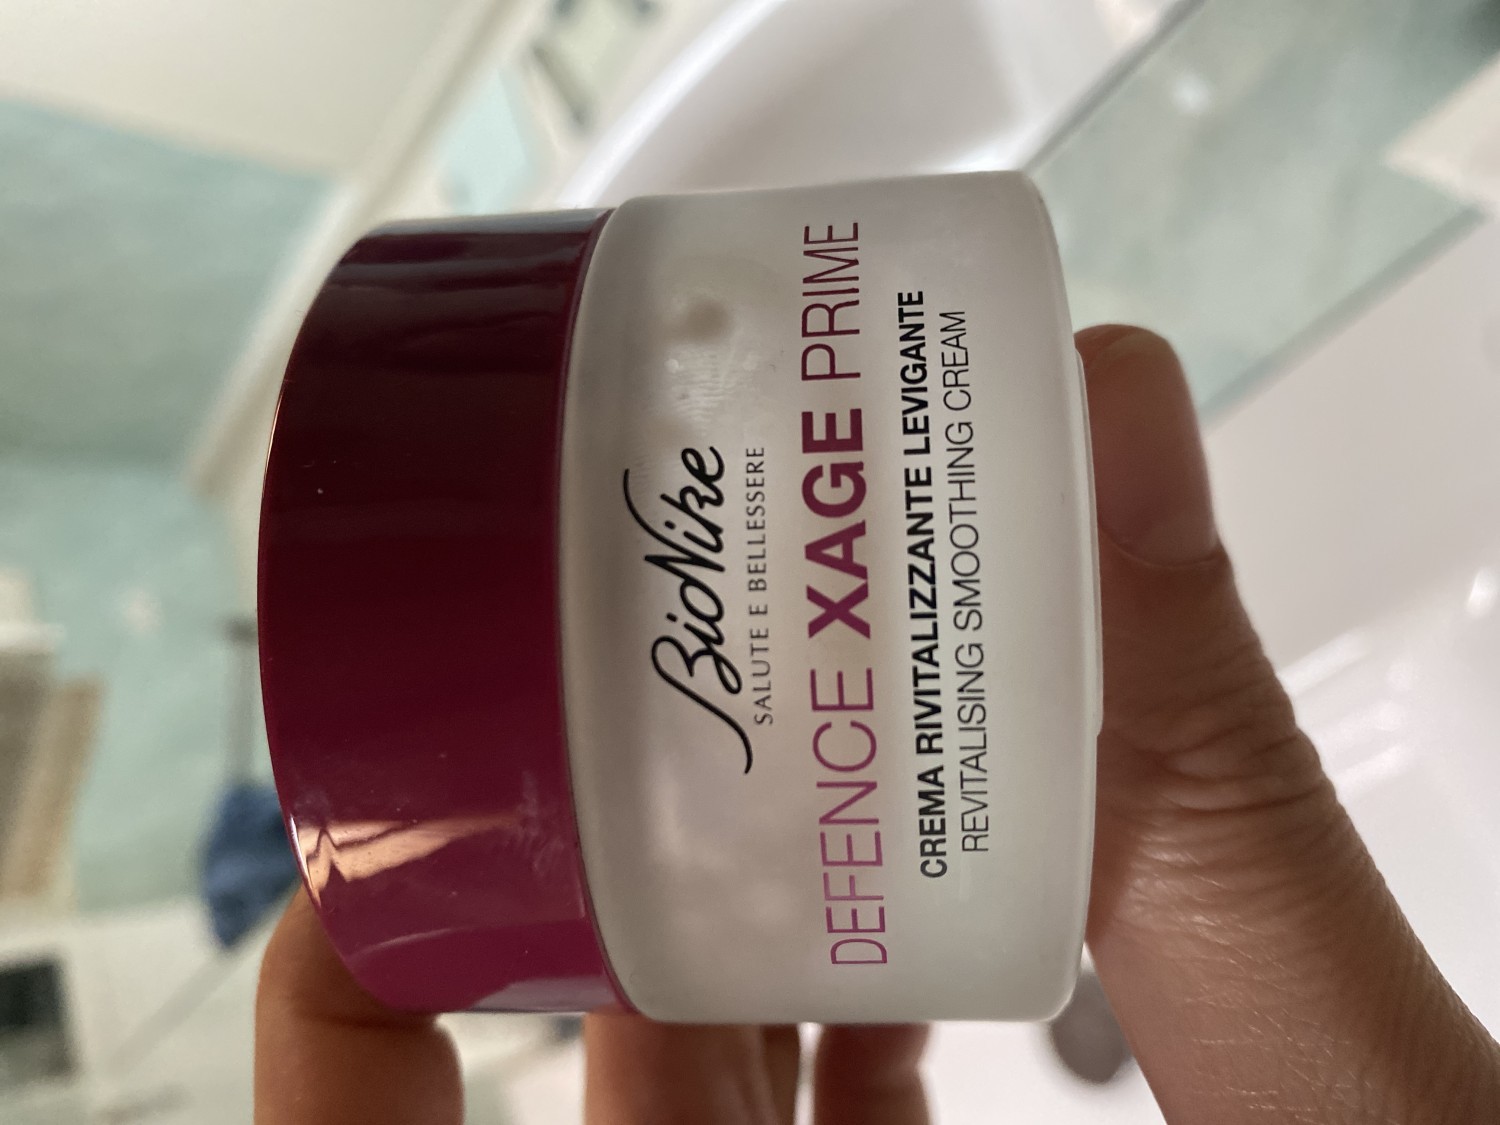 BioNike
SALUTE E BELLESSERE
DEFENCE XAGE PRIME
CREMA RIVITALIZZANTE LEVIGANTE
REVITALISING SMOOTHING CREAM